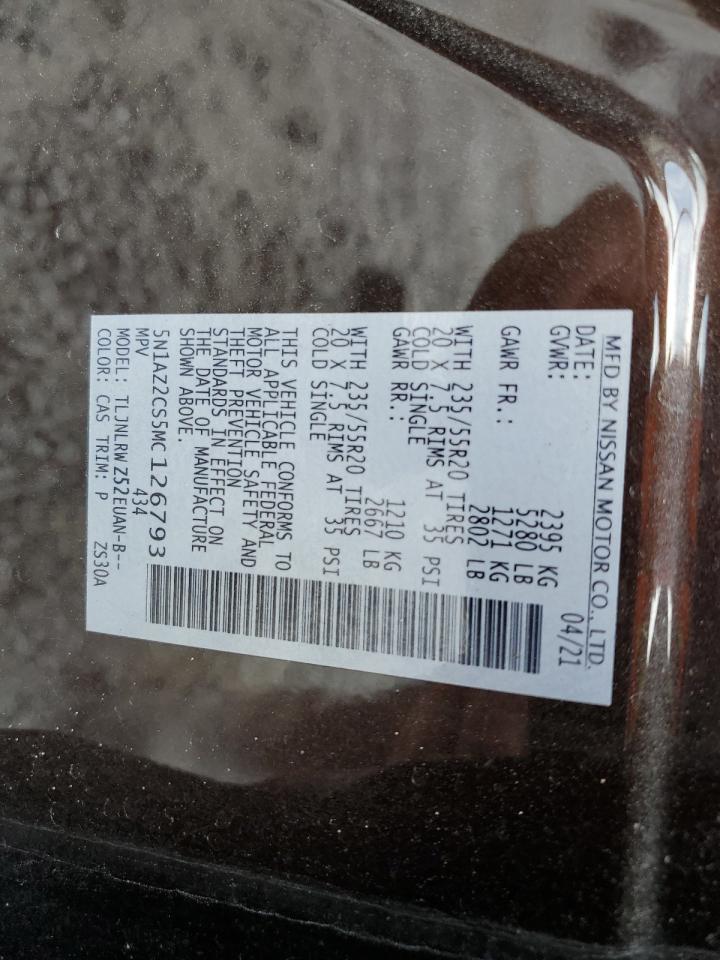 MFD BY NISSAN MOTOR CO., LTD.
DATE: 04/21
GVWR: 2395 KG
5280 LB
GAWR FR.: 1271 KG
2802 LB
WITH 235/55R20 TIRES
20 X 7.5 RIMS AT 35 PSI
COLD SINGLE
GAWR RR.: 1210 KG
2667 LB
WITH 235/55R20 TIRES
20 X 7.5 RIMS AT 35 PSI
COLD SINGLE
THIS VEHICLE CONFORMS TO
ALL APPLICABLE FEDERAL
MOTOR VEHICLE SAFETY AND
THEFT PREVENTION
STANDARDS IN EFFECT ON
THE DATE OF MANUFACTURE
SHOWN ABOVE.
5N1AZ2CS5MC126793
MPV 434
MODEL: TLJNLRW Z52EUAN-B--
COLOR: CAS TRIM: P ZS30A